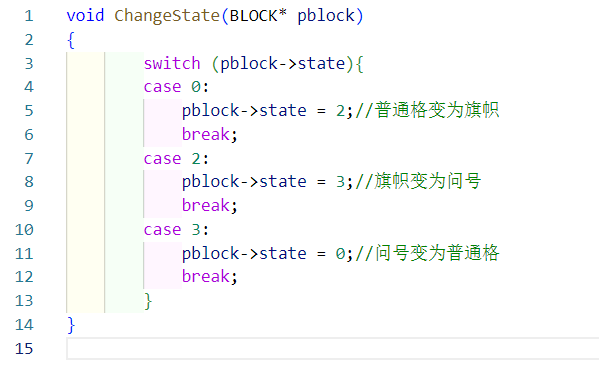 1 void ChangeState(BLOCK* pblock)
2 {
3 switch (pblock->state){
4 case 0:
5 pblock->state = 2;//普通格变为旗帜
6 break;
7 case 2:
8 pblock->state = 3;//旗帜变为问号
9 break;
10 case 3:
11 pblock->state = 0;//问号变为普通格
12 break;
13 }
14 }
15